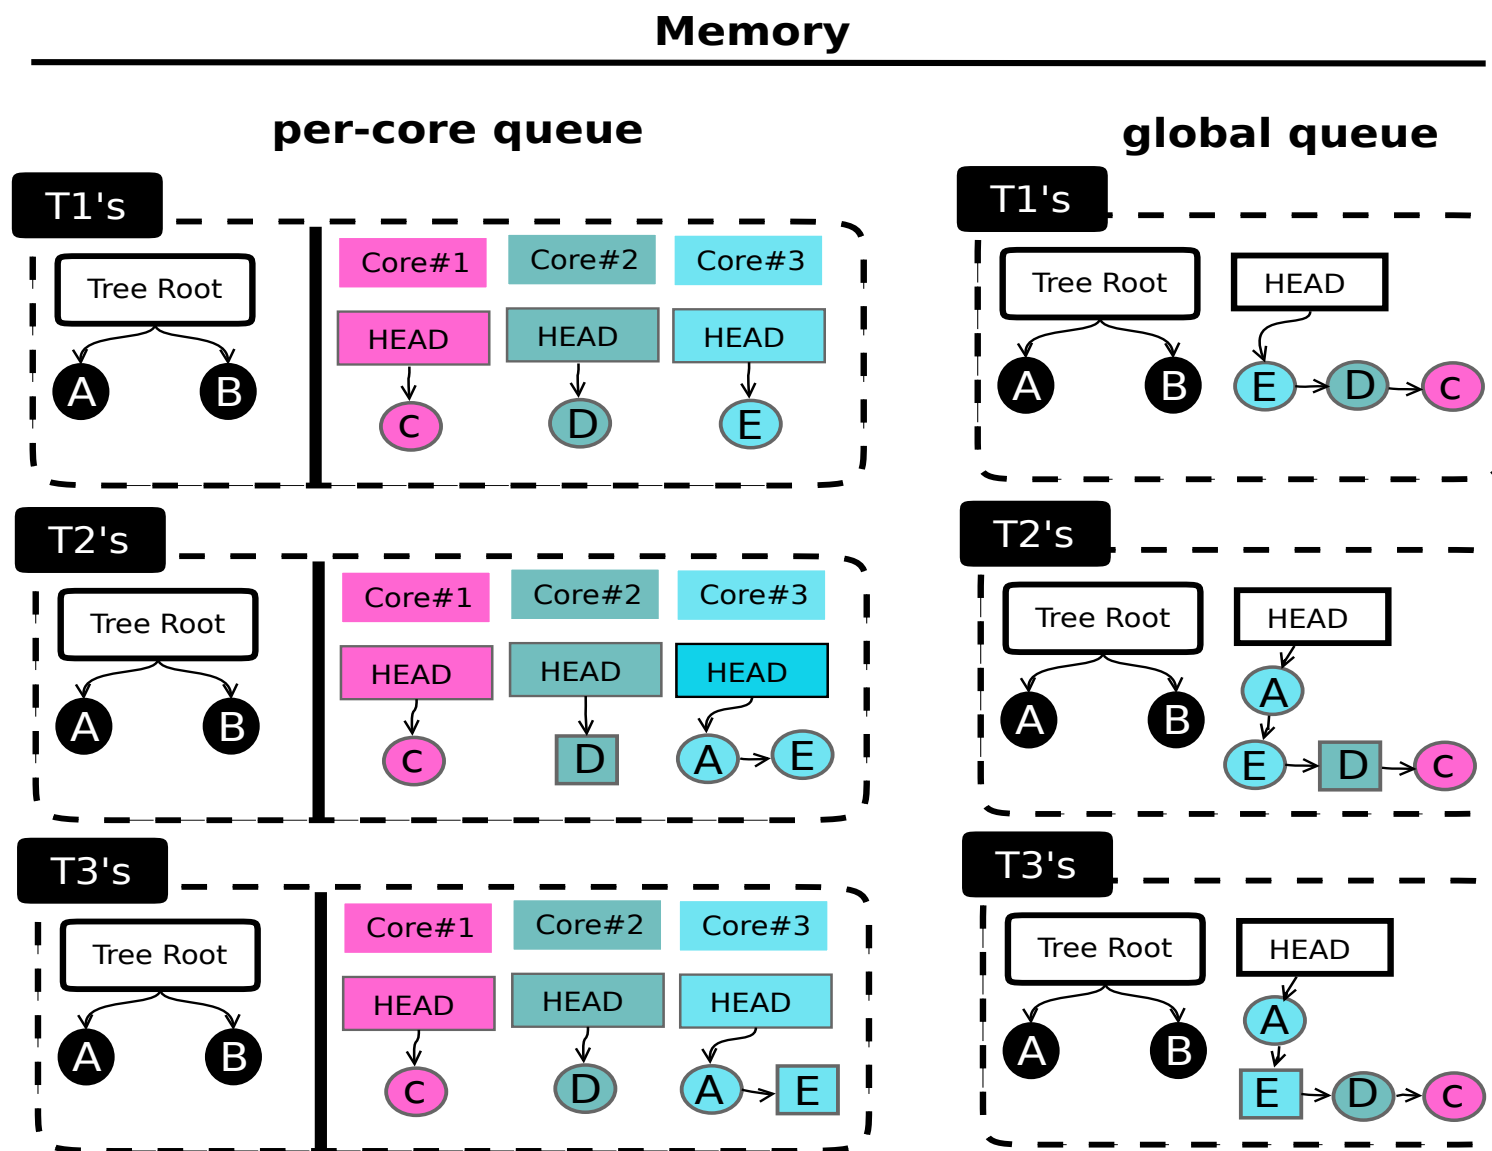 Memory
per-core queue
T1's
Tree Root
A B
Core#1 Core#2 Core#3
HEAD HEAD HEAD
c D E
T2's
Tree Root
A B
Core#1 Core#2 Core#3
HEAD HEAD HEAD
c D A E
T3's
Tree Root
A B
Core#1 Core#2 Core#3
HEAD HEAD HEAD
c D A E
global queue
T1's
Tree Root HEAD
A B E D c
T2's
Tree Root HEAD
A B A
E D c
T3's
Tree Root HEAD
A B A
E D c